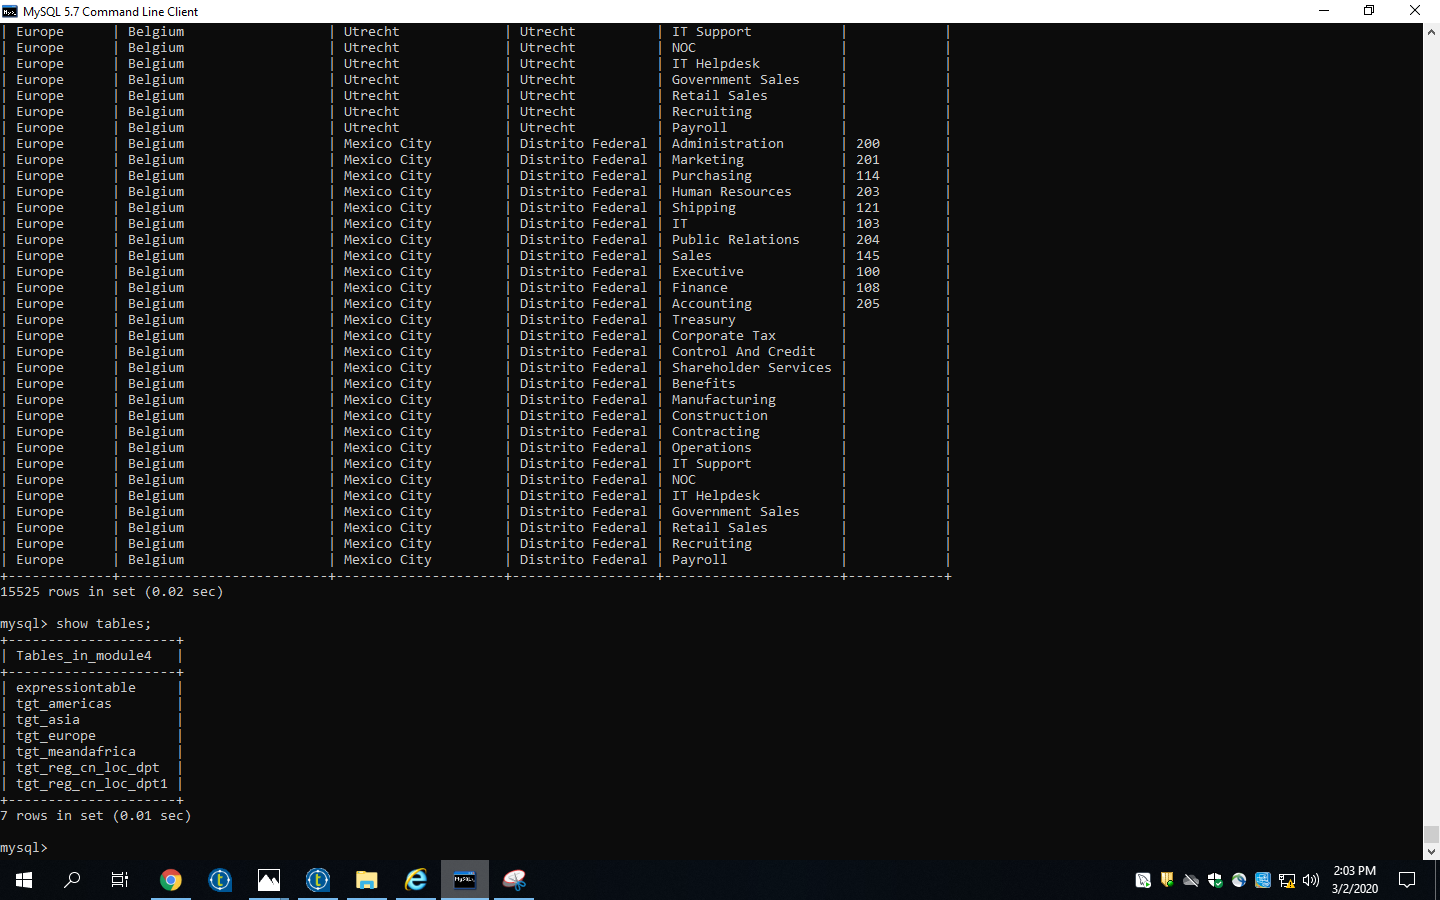 MySQL 5.7 Command Line Client
| Europe | Belgium | Utrecht | Utrecht | IT Support | |
| Europe | Belgium | Utrecht | Utrecht | NOC | |
| Europe | Belgium | Utrecht | Utrecht | IT Helpdesk | |
| Europe | Belgium | Utrecht | Utrecht | Government Sales | |
| Europe | Belgium | Utrecht | Utrecht | Retail Sales | |
| Europe | Belgium | Utrecht | Utrecht | Recruiting | |
| Europe | Belgium | Utrecht | Utrecht | Payroll | |
| Europe | Belgium | Mexico City | Distrito Federal | Administration | 200 |
| Europe | Belgium | Mexico City | Distrito Federal | Marketing | 201 |
| Europe | Belgium | Mexico City | Distrito Federal | Purchasing | 114 |
| Europe | Belgium | Mexico City | Distrito Federal | Human Resources | 203 |
| Europe | Belgium | Mexico City | Distrito Federal | Shipping | 121 |
| Europe | Belgium | Mexico City | Distrito Federal | IT | 103 |
| Europe | Belgium | Mexico City | Distrito Federal | Public Relations | 204 |
| Europe | Belgium | Mexico City | Distrito Federal | Sales | 145 |
| Europe | Belgium | Mexico City | Distrito Federal | Executive | 100 |
| Europe | Belgium | Mexico City | Distrito Federal | Finance | 108 |
| Europe | Belgium | Mexico City | Distrito Federal | Accounting | 205 |
| Europe | Belgium | Mexico City | Distrito Federal | Treasury | |
| Europe | Belgium | Mexico City | Distrito Federal | Corporate Tax | |
| Europe | Belgium | Mexico City | Distrito Federal | Control And Credit | |
| Europe | Belgium | Mexico City | Distrito Federal | Shareholder Services | |
| Europe | Belgium | Mexico City | Distrito Federal | Benefits | |
| Europe | Belgium | Mexico City | Distrito Federal | Manufacturing | |
| Europe | Belgium | Mexico City | Distrito Federal | Construction | |
| Europe | Belgium | Mexico City | Distrito Federal | Contracting | |
| Europe | Belgium | Mexico City | Distrito Federal | Operations | |
| Europe | Belgium | Mexico City | Distrito Federal | IT Support | |
| Europe | Belgium | Mexico City | Distrito Federal | NOC | |
| Europe | Belgium | Mexico City | Distrito Federal | IT Helpdesk | |
| Europe | Belgium | Mexico City | Distrito Federal | Government Sales | |
| Europe | Belgium | Mexico City | Distrito Federal | Retail Sales | |
| Europe | Belgium | Mexico City | Distrito Federal | Recruiting | |
| Europe | Belgium | Mexico City | Distrito Federal | Payroll | |
15525 rows in set (0.02 sec)
mysql> show tables;
| Tables_in_module4 |
| expressiontable |
| tgt_americas |
| tgt_asia |
| tgt_europe |
| tgt_meandafrica |
| tgt_reg_cn_loc_dpt |
| tgt_reg_cn_loc_dpt1 |
7 rows in set (0.01 sec)
mysql>
2:03 PM
3/2/2020